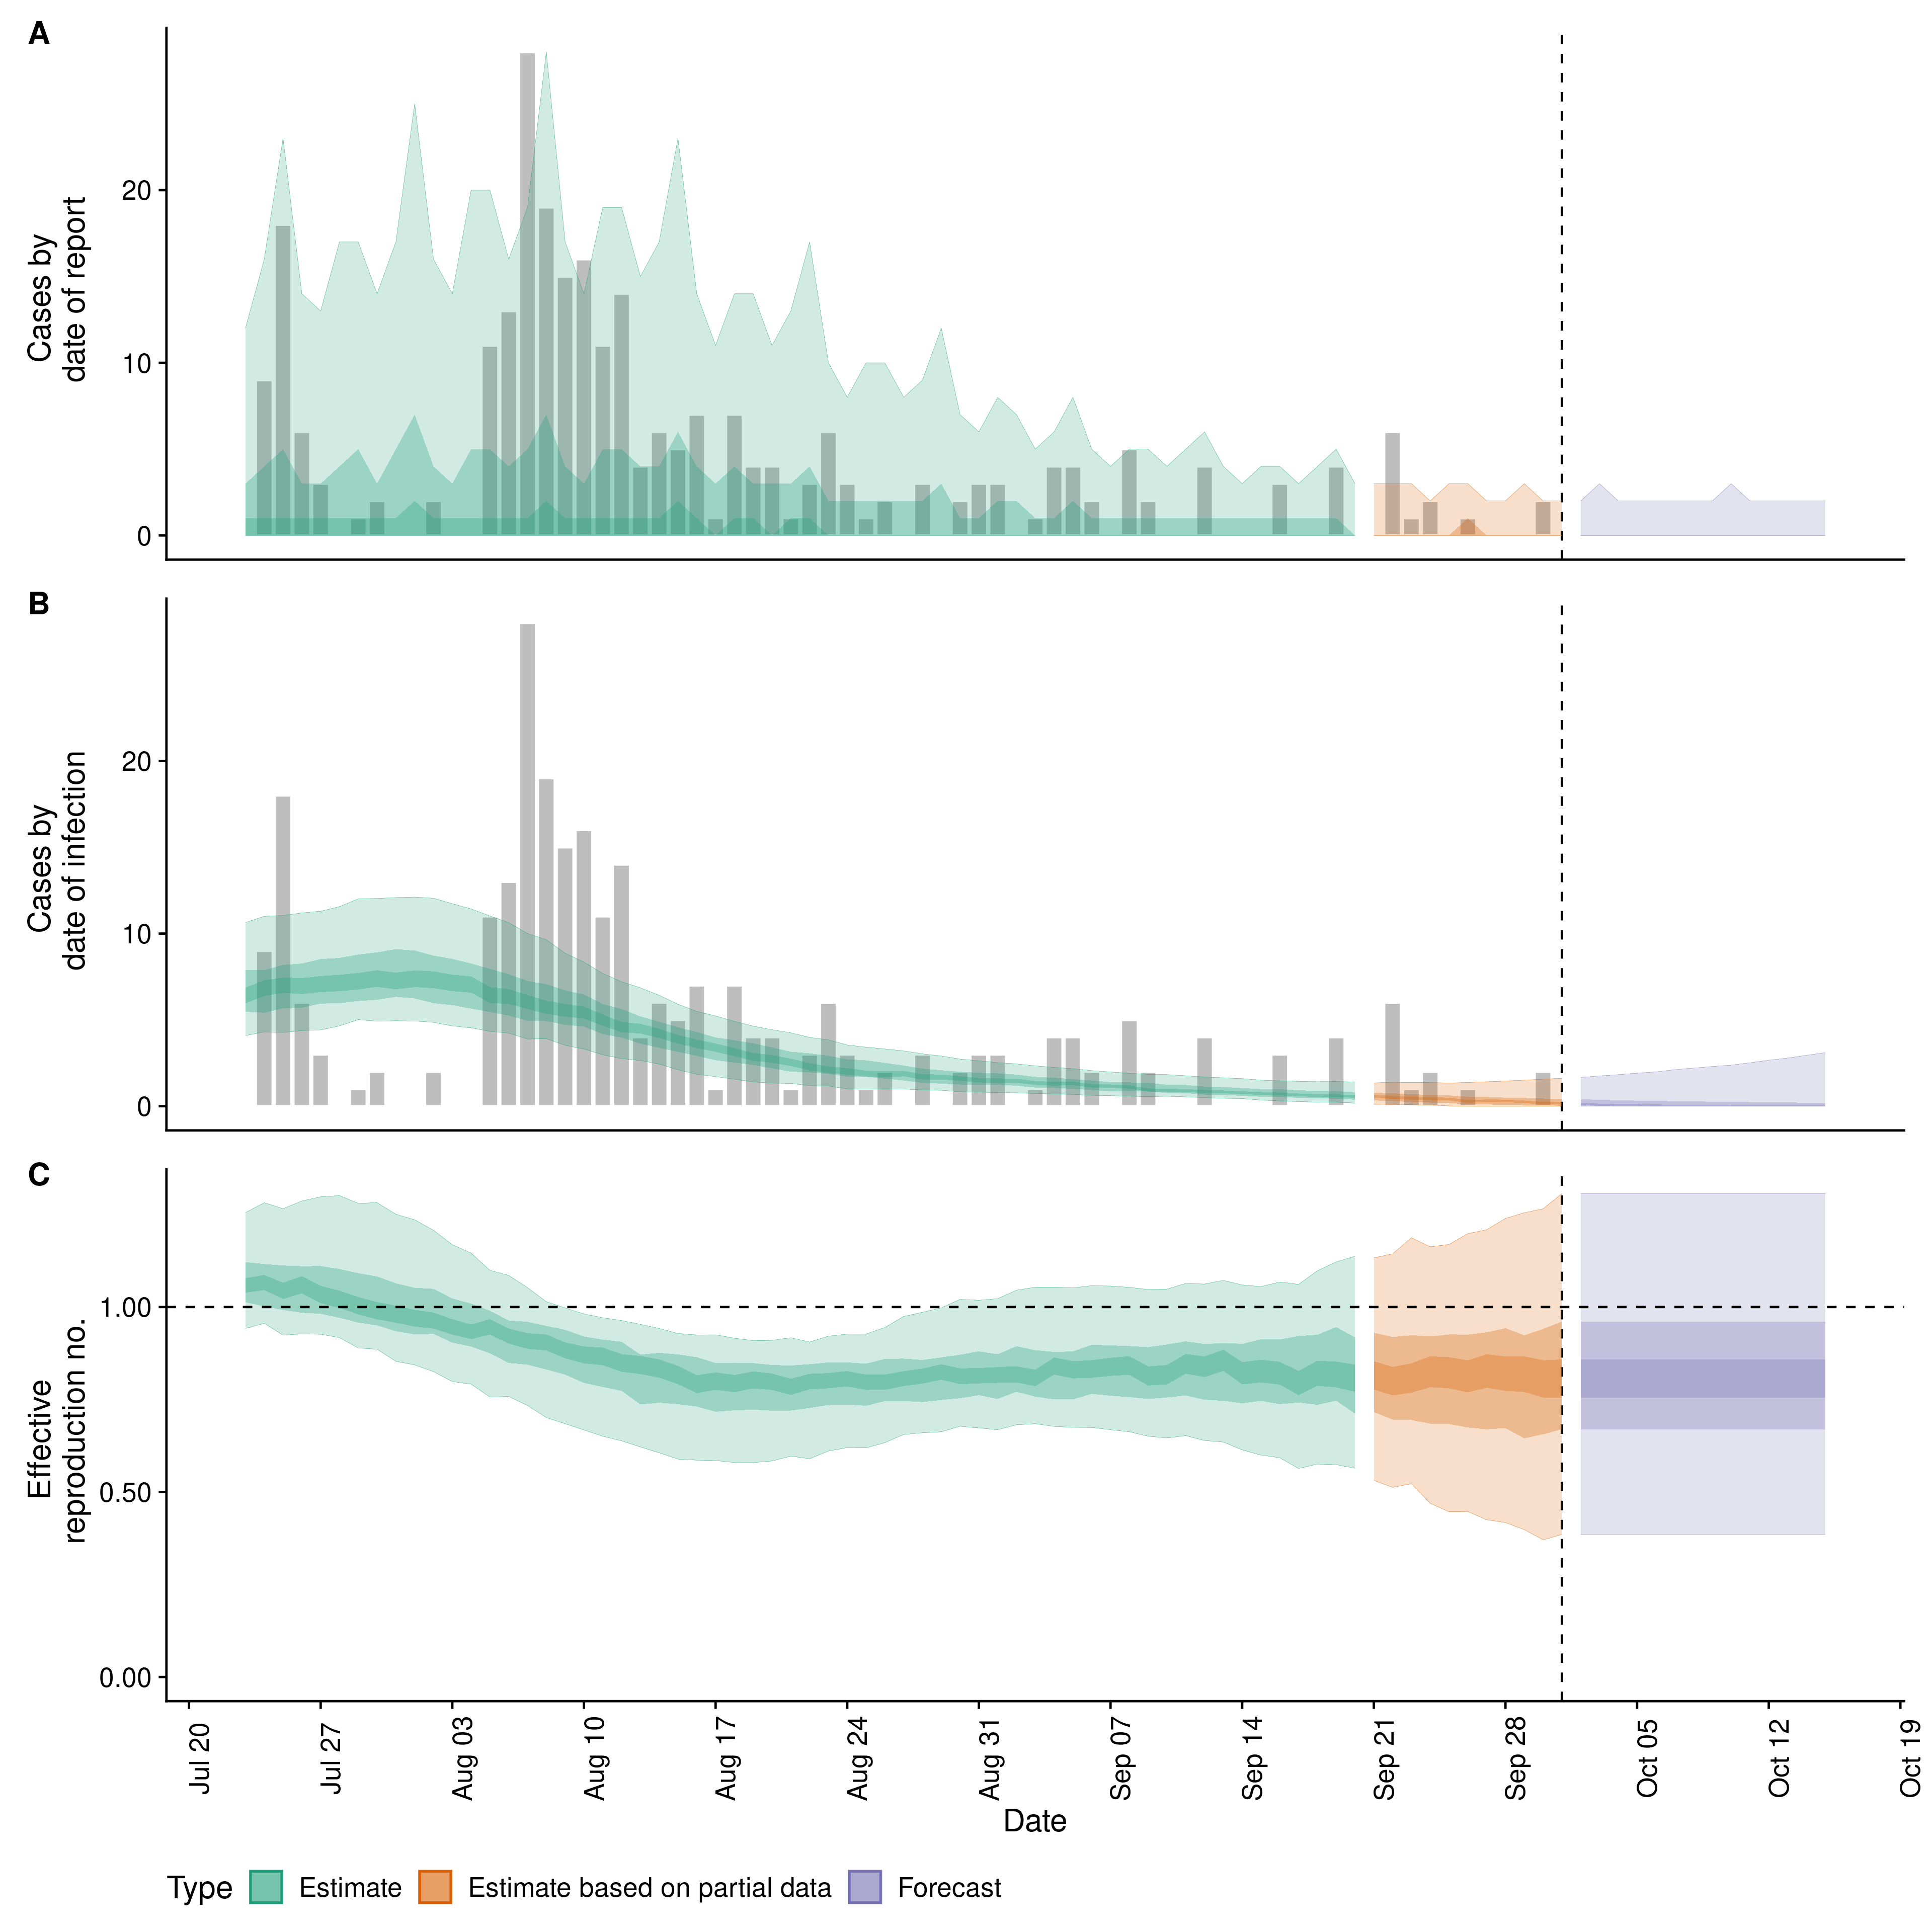 A
Cases by
date of report
20
10
0
B
Cases by
date of infection
20
10
0
C
Effective
reproduction no.
1.00
0.50
0.00
Jul 20
Jul 27
Aug 03
Aug 10
Aug 17
Aug 24
Aug 31
Sep 07
Sep 14
Sep 21
Sep 28
Oct 05
Oct 12
Oct 19
Date
Type Estimate Estimate based on partial data Forecast